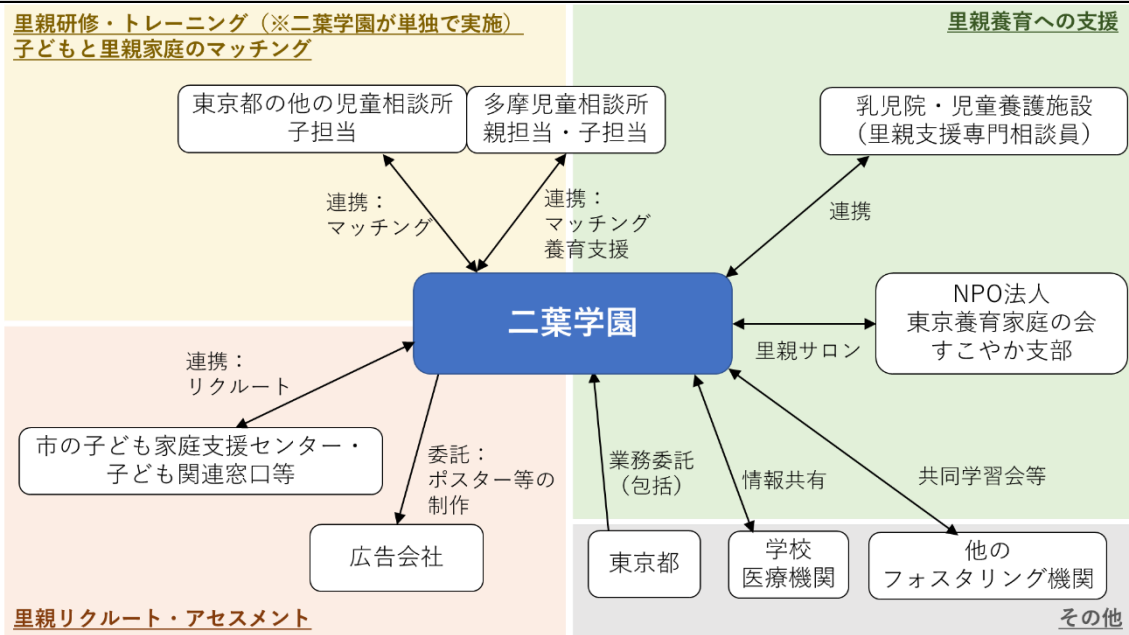 里親研修・トレーニング（※二葉学園が単独で実施）
子どもと里親家庭のマッチング
里親養育への支援
東京都の他の児童相談所
子担当
多摩児童相談所
親担当・子担当
乳児院・児童養護施設
（里親支援専門相談員）
連携：
マッチング
連携：
マッチング
養育支援
連携
二葉学園
NPO法人
東京養育家庭の会
すこやか支部
里親サロン
連携：
リクルート
市の子ども家庭支援センター・
子ども関連窓口等
委託：
ポスター等の
制作
業務委託
（包括）
情報共有
共同学習会等
広告会社
東京都
学校
医療機関
他の
フォスタリング機関
里親リクルート・アセスメント
その他